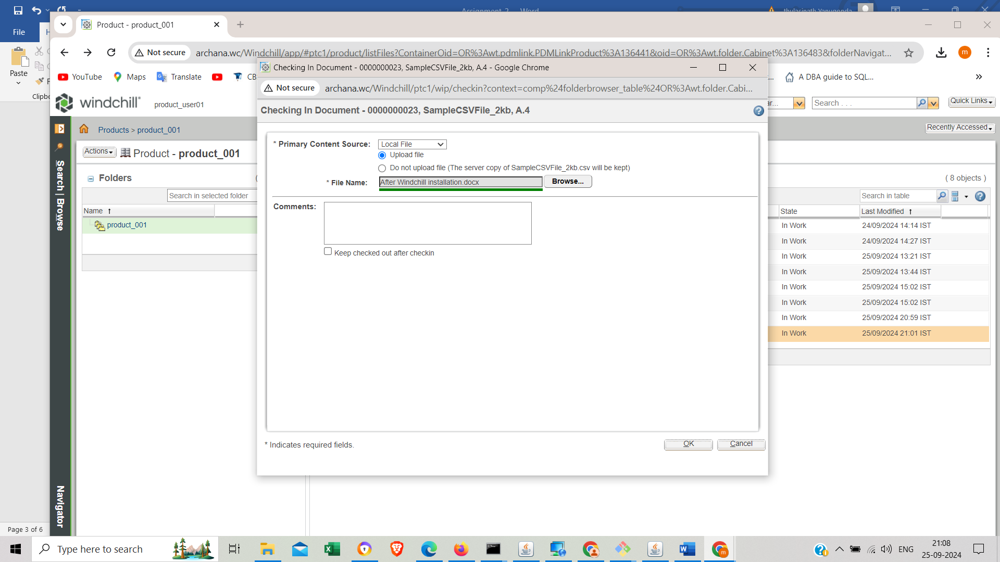 Assignment 2 - Word
thulasinath Yanugonda
File
Product - product_001
Not secure
archana.wc/Windchill/app/#ptc1/product/listFiles?ContainerOid=OR%3Awt.pdmlink.PDMLinkProduct%3A136441&oid=OR%3Awt.folder.Cabinet%3A136483&folderNavigat...
m
Paste
Clipbo
YouTube
Maps
Translate
CB
A DBA guide to SQL...
»
Checking In Document - 0000000023, SampleCSVFile_2kb, A.4 - Google Chrome
Not secure
archana.wc/Windchill/ptc1/wip/checkin?context=comp%24folderbrowser_table%24OR%3Awt.folder.Cabi...
windchill
product_user01
ar...
Search . . .
Quick Links
Checking In Document - 0000000023, SampleCSVFile_2kb, A.4
Products > product_001
Recently Accessed
Actions
Product - product_001
* Primary Content Source:
Local File
Upload file
Do not upload file (The server copy of SampleCSVFile_2kb.csv will be kept)
* File Name:
After Windchill installation.docx
Browse...
Comments:
Keep checked out after checkin
* Indicates required fields.
OK
Cancel
Search | Browse
Navigator
Folders
Search in selected folder
Name ↑
product_001
( 8 objects )
Search in table
State
Last Modified ↑
In Work 24/09/2024 14:14 IST
In Work 24/09/2024 14:27 IST
In Work 25/09/2024 13:21 IST
In Work 25/09/2024 13:44 IST
In Work 25/09/2024 15:02 IST
In Work 25/09/2024 15:02 IST
In Work 25/09/2024 20:59 IST
In Work 25/09/2024 21:01 IST
Page 3 of 6
Type here to search
ENG
21:08
25-09-2024